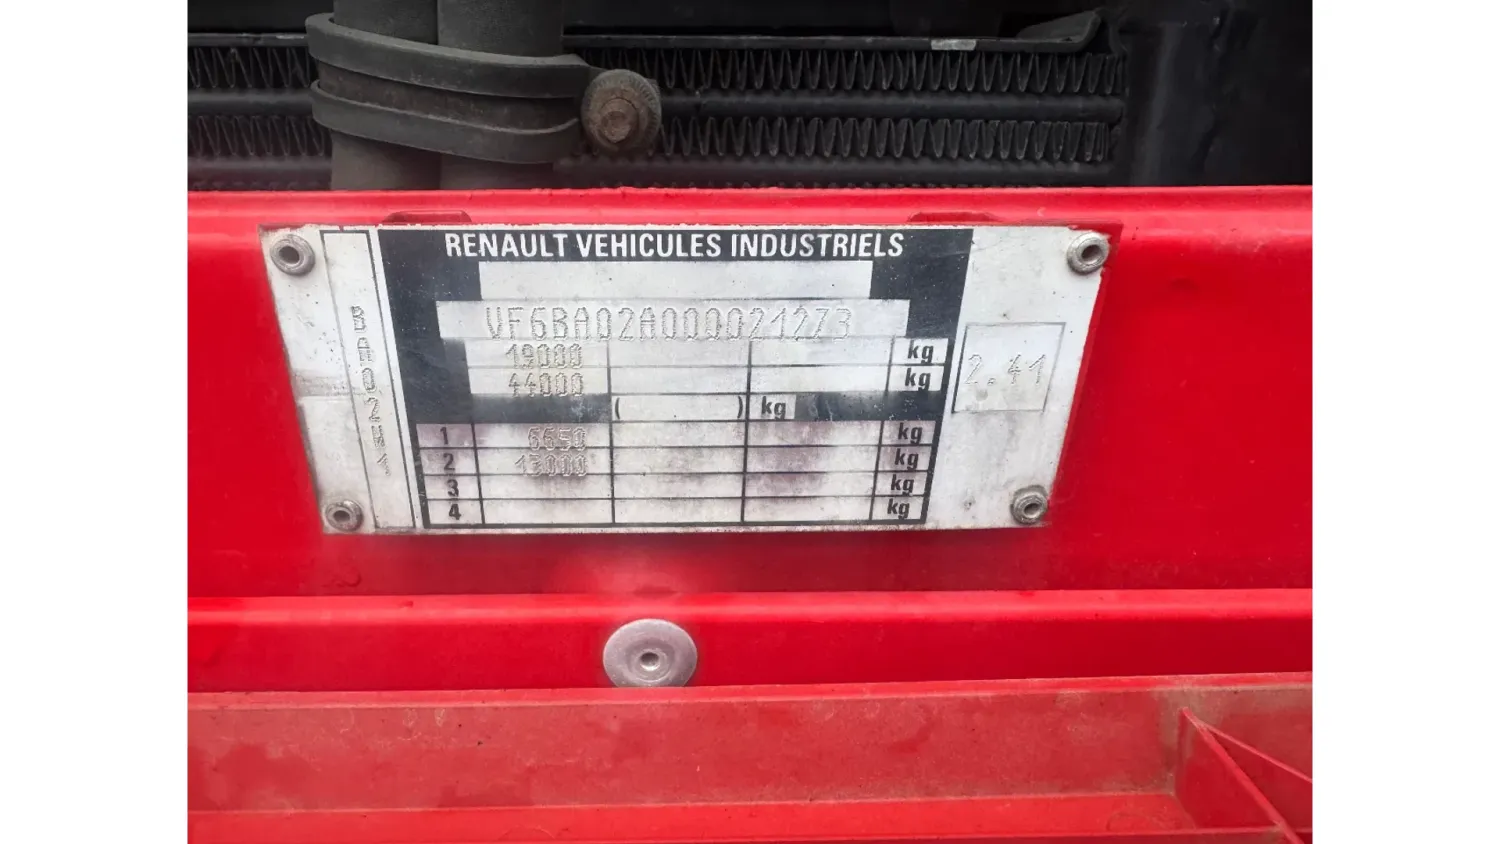 RENAULT VEHICULES INDUSTRIELS
VF6BA02A000021273
19000 kg
44000 kg
( ) kg
1 6650 kg
2 13000 kg
3 kg
4 kg
2.41